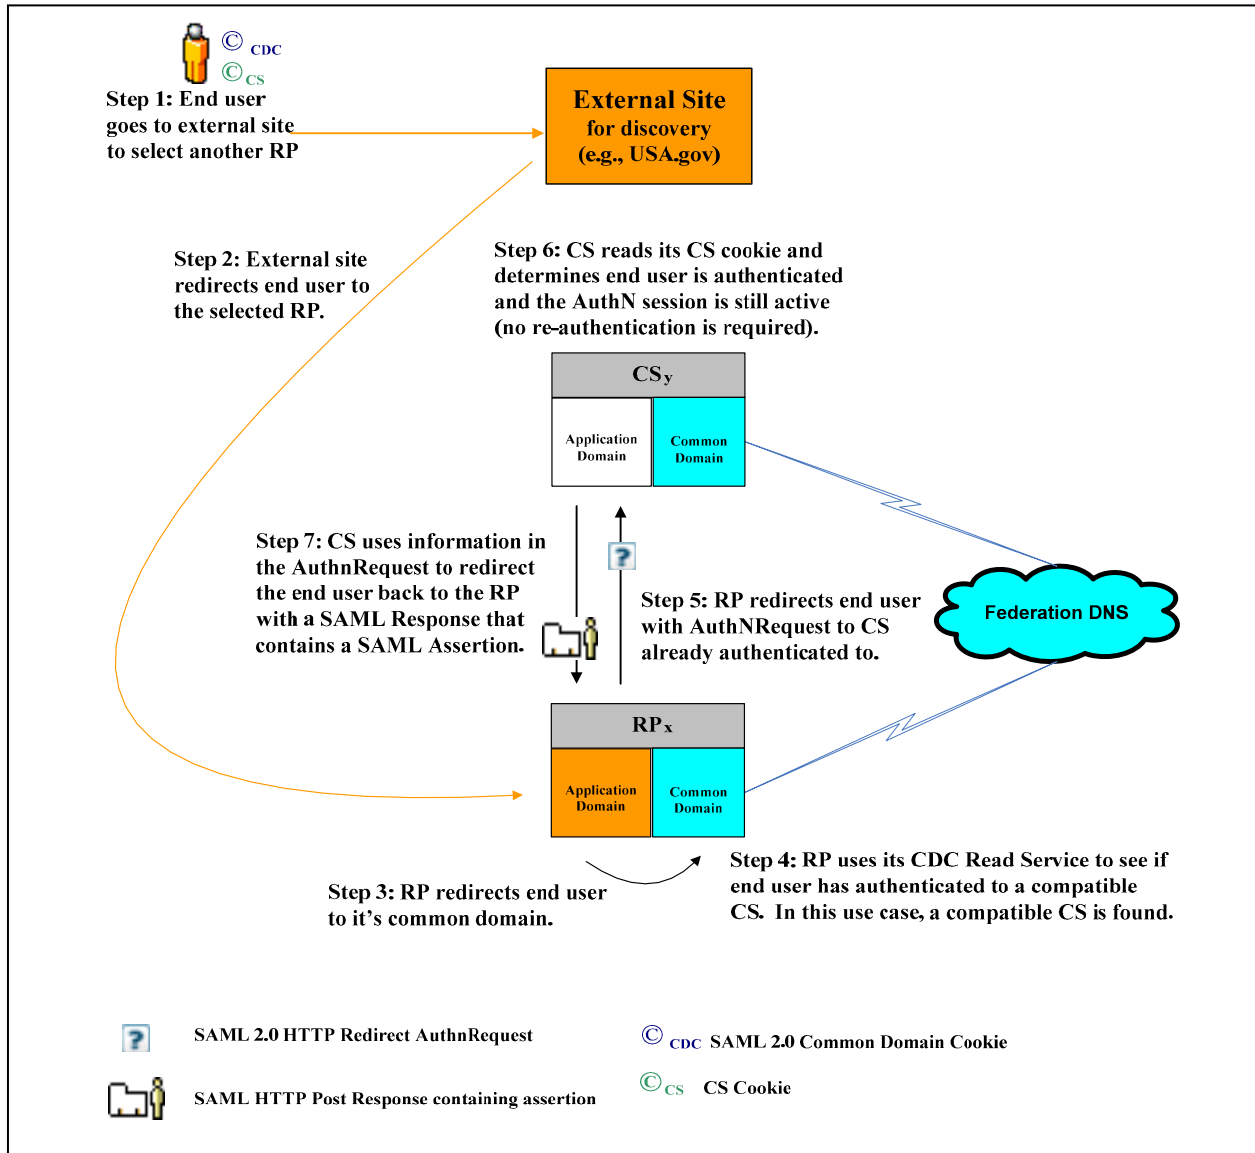 © CDC
© CS
Step 1: End user
goes to external site
to select another RP
External Site
for discovery
(e.g., USA.gov)
Step 2: External site
redirects end user to
the selected RP.
Step 6: CS reads its CS cookie and
determines end user is authenticated
and the AuthN session is still active
(no re-authentication is required).
CSy
Application
Domain
Common
Domain
Step 7: CS uses information in
the AuthnRequest to redirect
the end user back to the RP
with a SAML Response that
contains a SAML Assertion.
?
Step 5: RP redirects end user
with AuthNRequest to CS
already authenticated to.
Federation DNS
RPx
Application
Domain
Common
Domain
Step 3: RP redirects end user
to it's common domain.
Step 4: RP uses its CDC Read Service to see if
end user has authenticated to a compatible
CS. In this use case, a compatible CS is found.
? SAML 2.0 HTTP Redirect AuthnRequest
© CDC SAML 2.0 Common Domain Cookie
SAML HTTP Post Response containing assertion
© CS CS Cookie